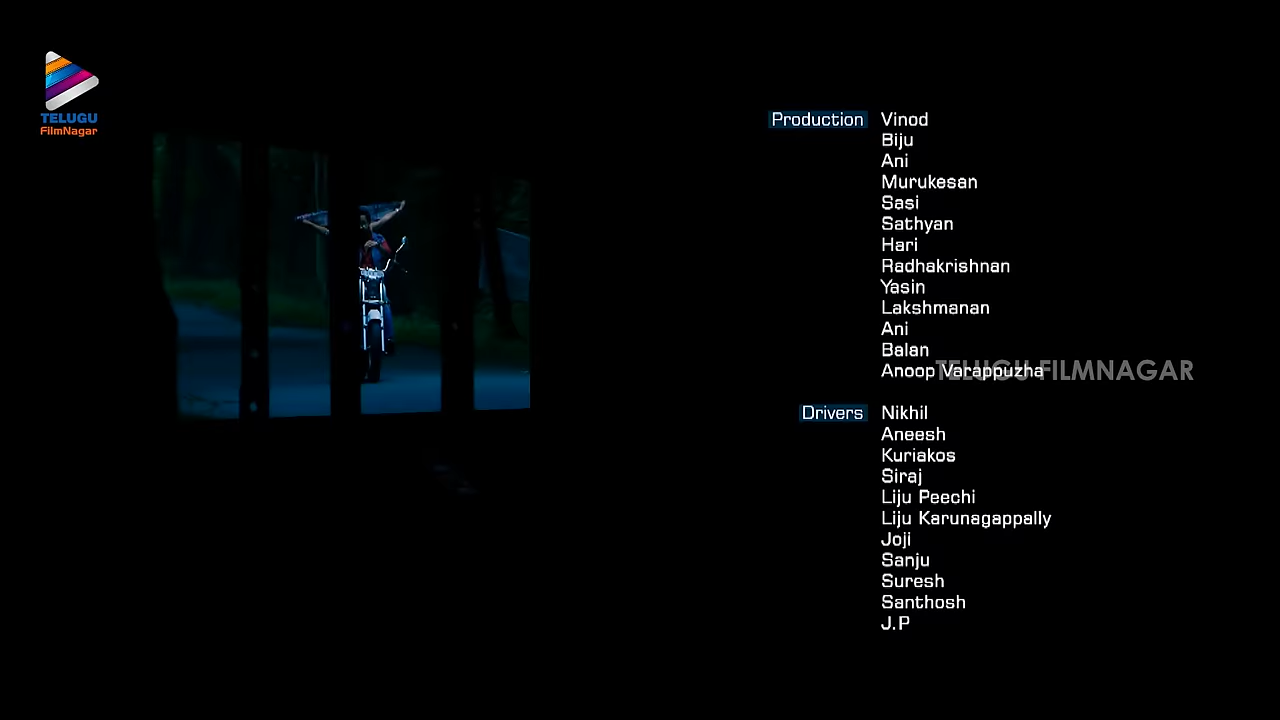 TELUGU
FilmNagar
Production Vinod
Biju
Ani
Murukesan
Sasi
Sathyan
Hari
Radhakrishnan
Yasin
Lakshmanan
Ani
Balan
Anoop Varappuzha
TELUGU FILMNAGAR
Drivers Nikhil
Aneesh
Kuriakos
Siraj
Liju Peechi
Liju Karunagappally
Joji
Sanju
Suresh
Santhosh
J.P